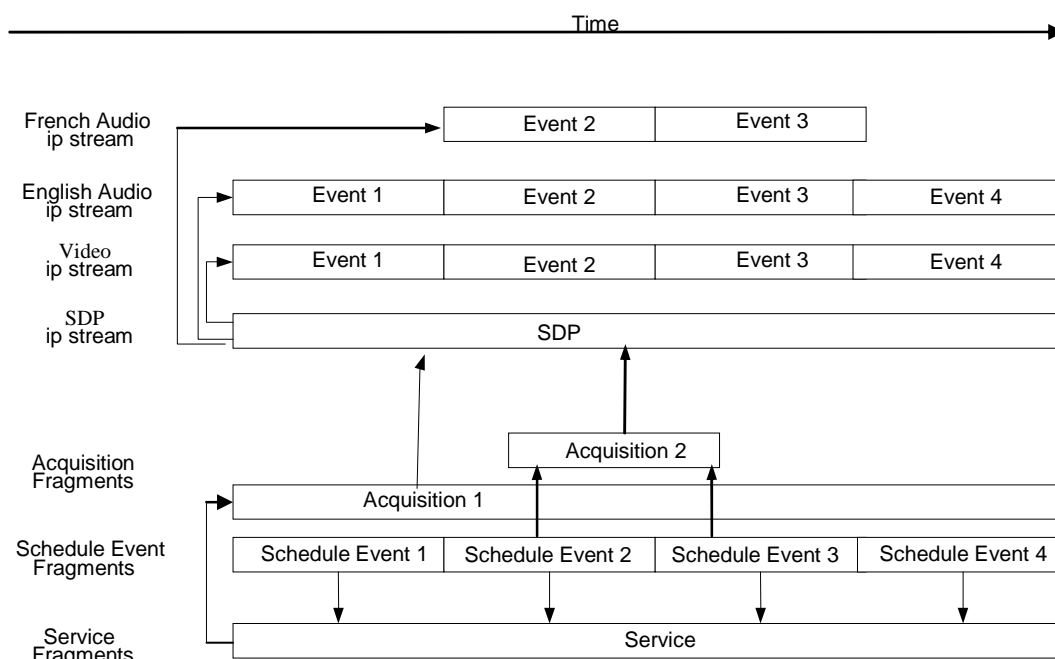 Time
French Audio
ip stream
Event 2
Event 3
English Audio
ip stream
Event 1
Event 2
Event 3
Event 4
Video
ip stream
Event 1
Event 2
Event 3
Event 4
SDP
ip stream
SDP
Acquisition 2
Acquisition
Fragments
Acquisition 1
Schedule Event
Fragments
Schedule Event 1
Schedule Event 2
Schedule Event 3
Schedule Event 4
Service
Fragments
Service